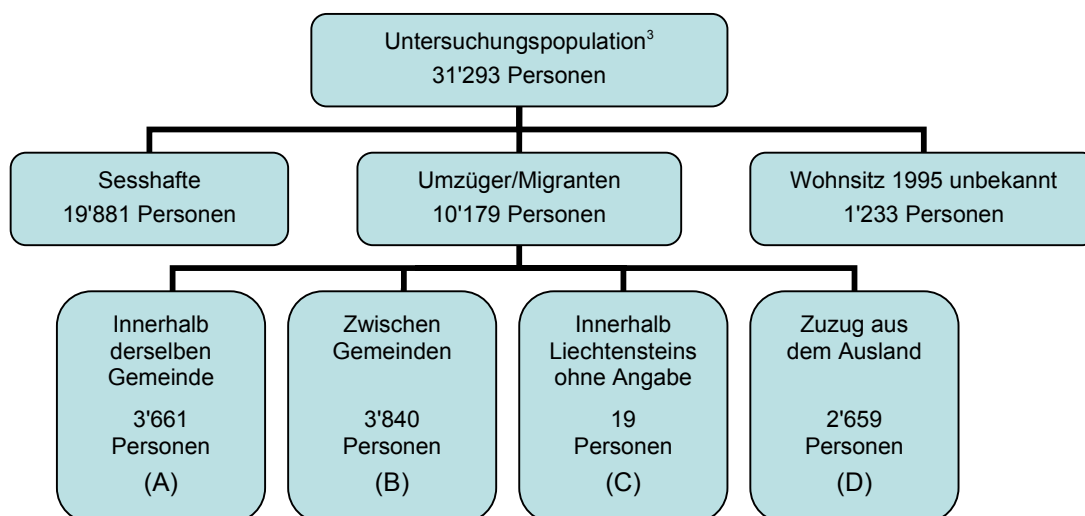 Untersuchungspopulation³
31'293 Personen
Sesshafte
19'881 Personen
Umzüger/Migranten
10'179 Personen
Wohnsitz 1995 unbekannt
1'233 Personen
Innerhalb
derselben
Gemeinde
3'661
Personen
(A)
Zwischen
Gemeinden
3'840
Personen
(B)
Innerhalb
Liechtensteins
ohne Angabe
19
Personen
(C)
Zuzug aus
dem Ausland
2'659
Personen
(D)